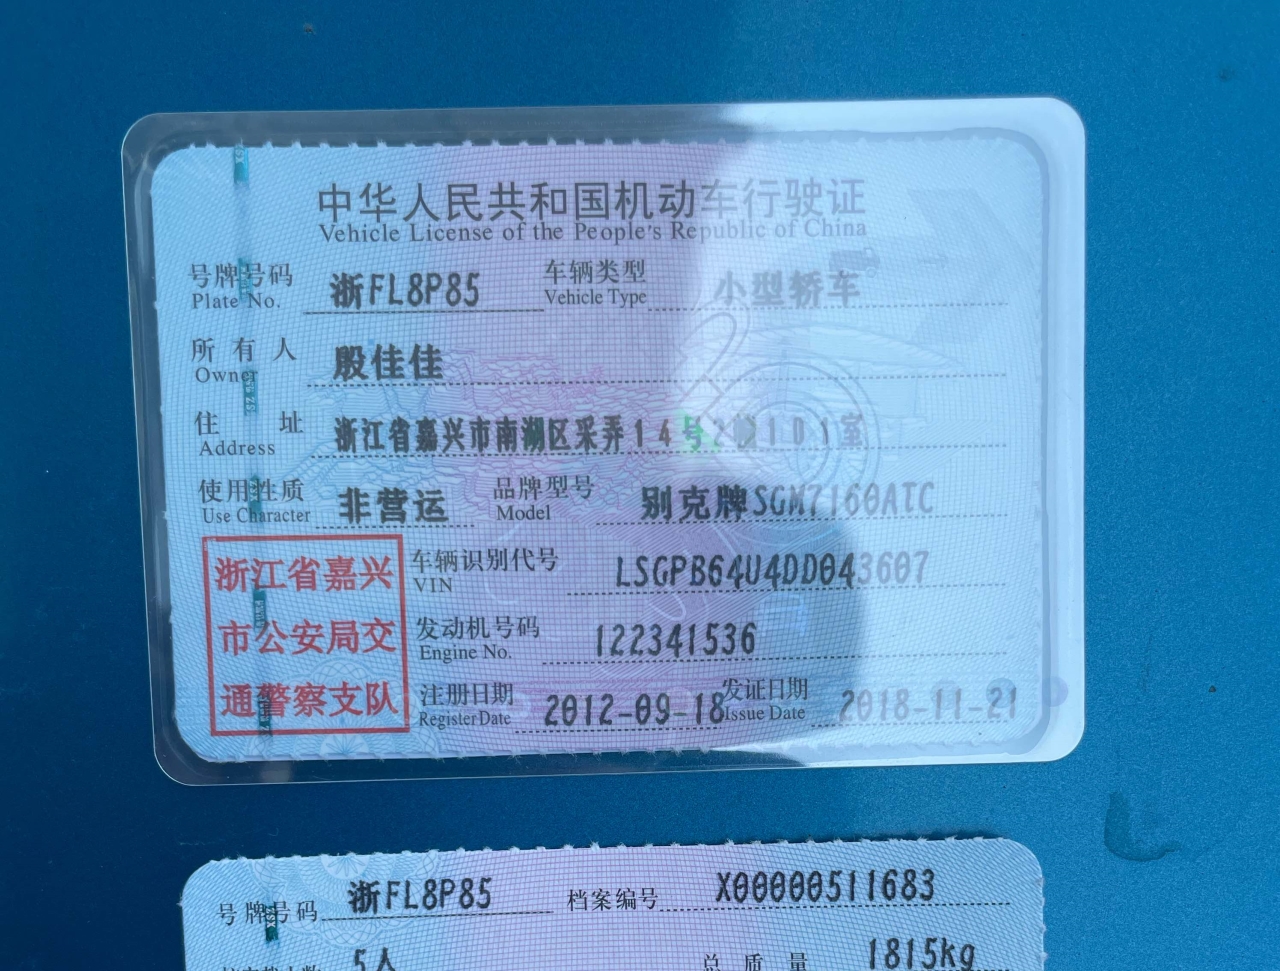 中华人民共和国机动车行驶证
Vehicle License of the People's Republic of China
号牌号码 浙FL8P85 车辆类型 小型轿车
Plate No. Vehicle Type
所有人 殷佳佳
Owner
住址 浙江省嘉兴市南湖区采弄14号2幢101室
Address
使用性质 非营运 品牌型号 别克牌SGM7160ATC
Use Character Model
浙江省嘉兴
市公安局交
通警察支队
车辆识别代号 LSGPB64U4DD043607
VIN
发动机号码 122341536
Engine No.
注册日期 2012-09-18 发证日期 2018-11-21
Register Date Issue Date
号牌号码 浙FL8P85 档案编号 X00000511683
5人 总质量 1815kg